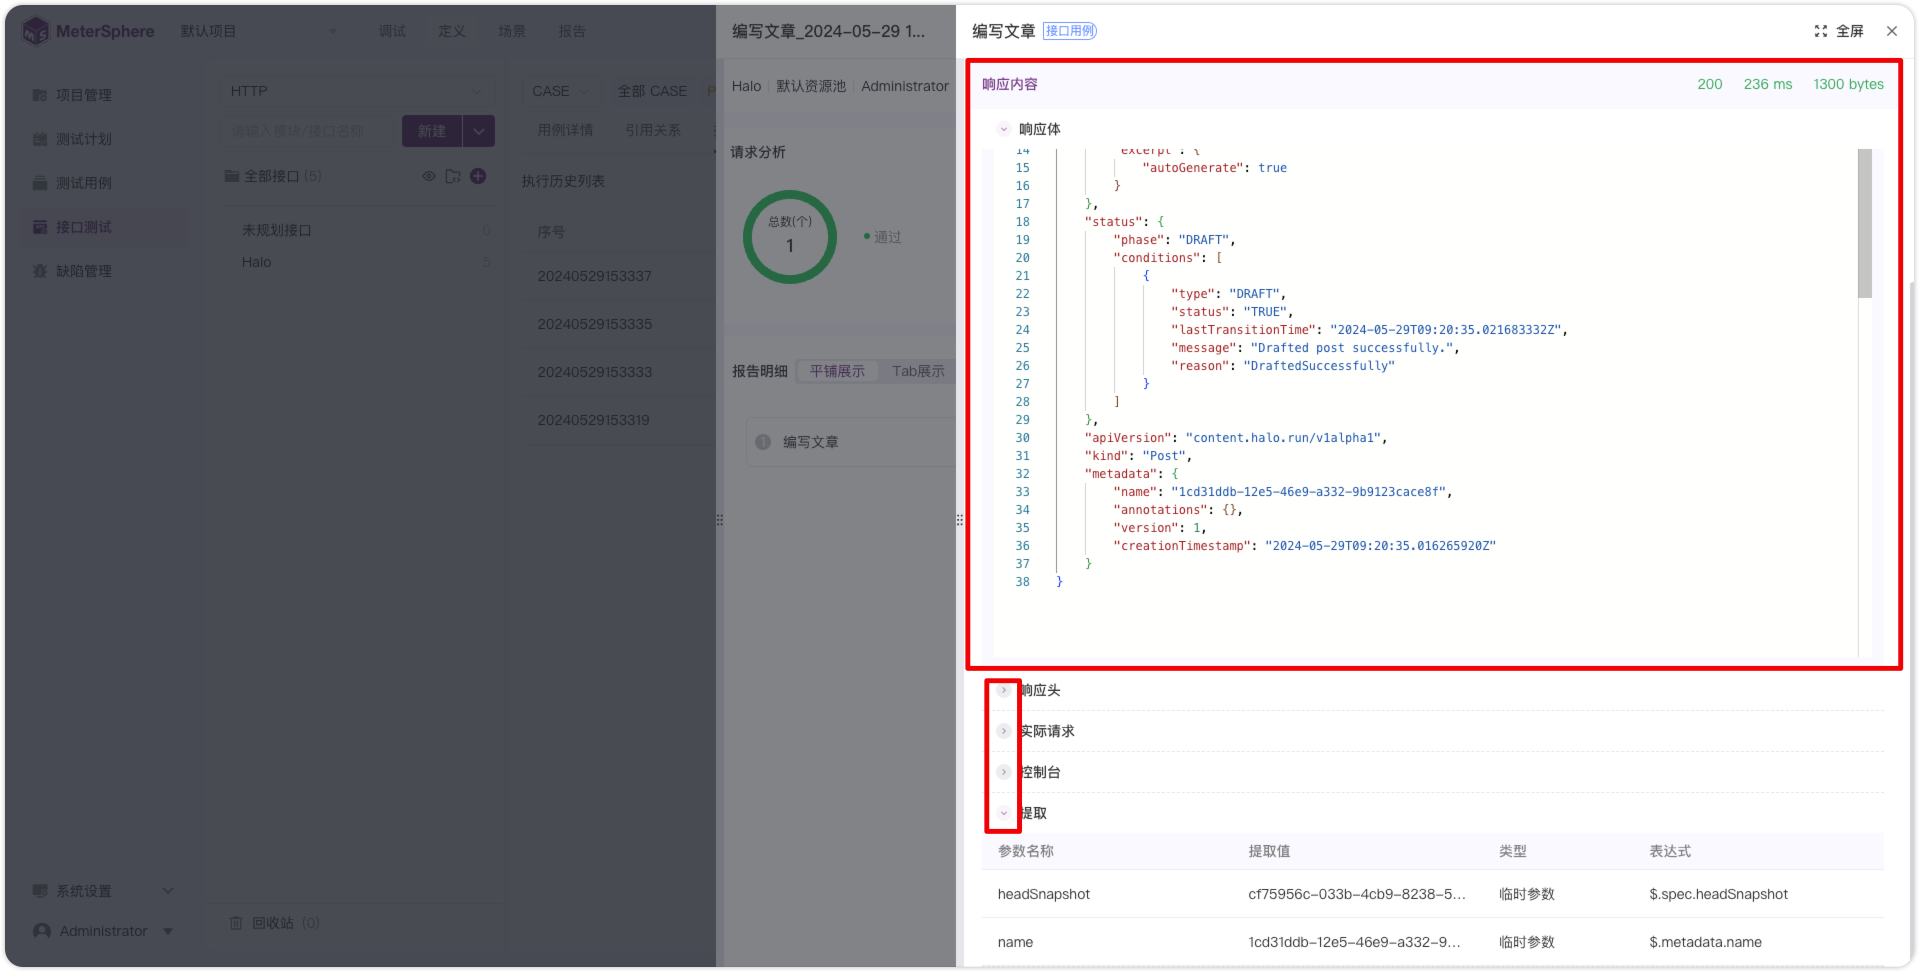 MeterSphere
默认项目
调试
定义
场景
报告
项目管理
测试计划
测试用例
接口测试
缺陷管理
系统设置
Administrator
HTTP
请输入模块/接口名称
新建
全部接口 (5)
未规划接口 0
Halo 5
回收站 (0)
CASE
全部 CASE
P
用例详情
引用关系
执行历史列表
序号
20240529153337
20240529153335
20240529153333
20240529153319
编写文章_2024-05-29 1...
Halo 默认资源池 Administrator
请求分析
总数(个)
1
通过
报告明细
平铺展示
Tab展示
1 编写文章
编写文章 接口用例
全屏
响应内容
200 236 ms 1300 bytes
响应体
14 "excerpt": {
15 "autoGenerate": true
16 }
17 },
18 "status": {
19 "phase": "DRAFT",
20 "conditions": [
21 {
22 "type": "DRAFT",
23 "status": "TRUE",
24 "lastTransitionTime": "2024-05-29T09:20:35.021683332Z",
25 "message": "Drafted post successfully.",
26 "reason": "DraftedSuccessfully"
27 }
28 ]
29 },
30 "apiVersion": "content.halo.run/v1alpha1",
31 "kind": "Post",
32 "metadata": {
33 "name": "1cd31ddb-12e5-46e9-a332-9b9123cace8f",
34 "annotations": {},
35 "version": 1,
36 "creationTimestamp": "2024-05-29T09:20:35.016265920Z"
37 }
38 }
响应头
实际请求
控制台
提取
参数名称 提取值 类型 表达式
headSnapshot cf75956c-033b-4cb9-8238-5... 临时参数 $.spec.headSnapshot
name 1cd31ddb-12e5-46e9-a332-9... 临时参数 $.metadata.name